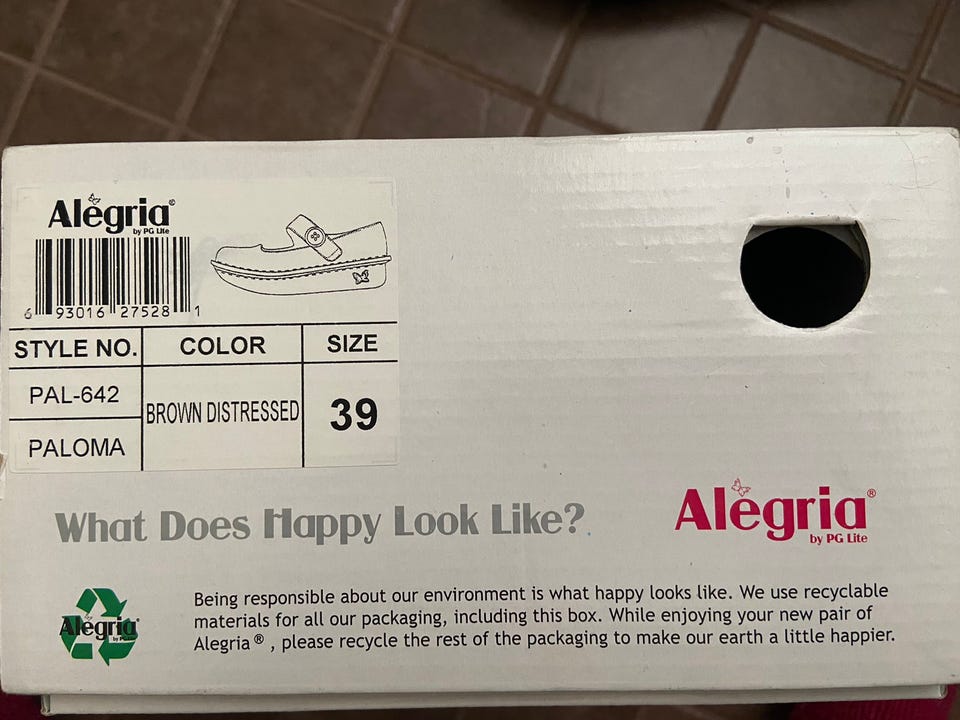 Alegria®
by PG Lite
6 93016 27528 1
STYLE NO. COLOR SIZE
PAL-642
BROWN DISTRESSED 39
PALOMA
What Does Happy Look Like?
Alegria®
by PG Lite
Being responsible about our environment is what happy looks like. We use recyclable
materials for all our packaging, including this box. While enjoying your new pair of
Alegria® , please recycle the rest of the packaging to make our earth a little happier.
Alegria